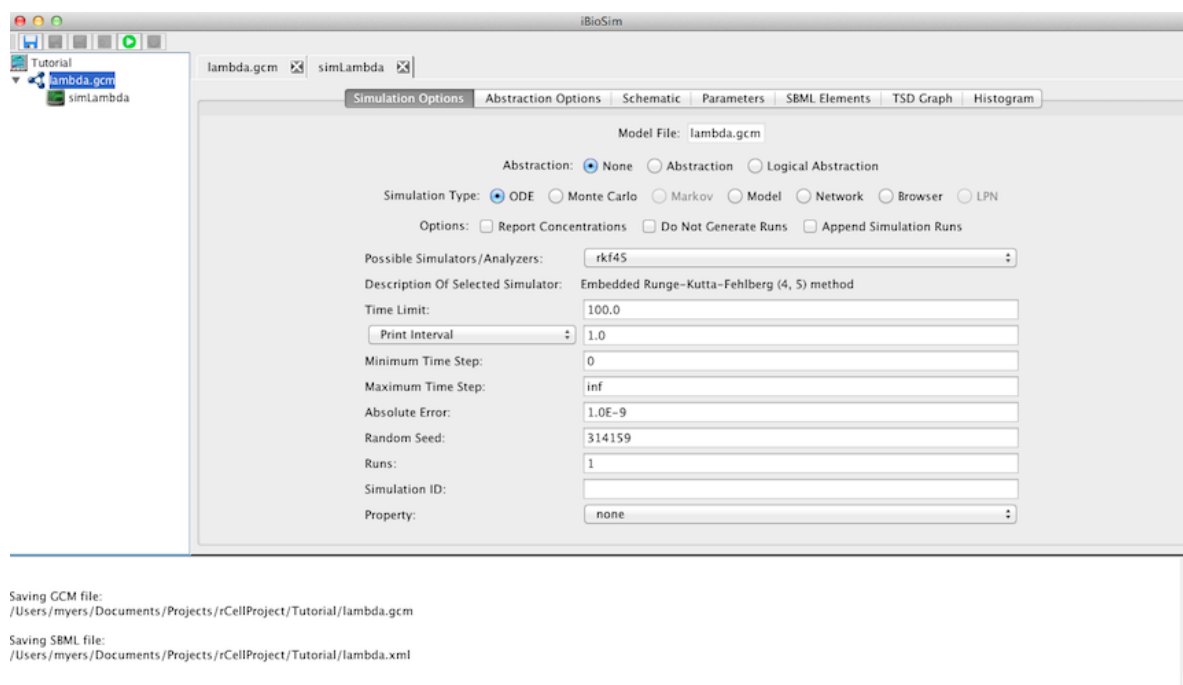 iBioSim
Tutorial
lambda.gcm
simLambda
lambda.gcm simLambda
Simulation Options Abstraction Options Schematic Parameters SBML Elements TSD Graph Histogram
Model File: lambda.gcm
Abstraction: None Abstraction Logical Abstraction
Simulation Type: ODE Monte Carlo Markov Model Network Browser LPN
Options: Report Concentrations Do Not Generate Runs Append Simulation Runs
Possible Simulators/Analyzers: rkf45
Description Of Selected Simulator: Embedded Runge-Kutta-Fehlberg (4, 5) method
Time Limit: 100.0
Print Interval 1.0
Minimum Time Step: 0
Maximum Time Step: inf
Absolute Error: 1.0E-9
Random Seed: 314159
Runs: 1
Simulation ID:
Property: none
Saving GCM file:
/Users/myers/Documents/Projects/rCellProject/Tutorial/lambda.gcm
Saving SBML file:
/Users/myers/Documents/Projects/rCellProject/Tutorial/lambda.xml